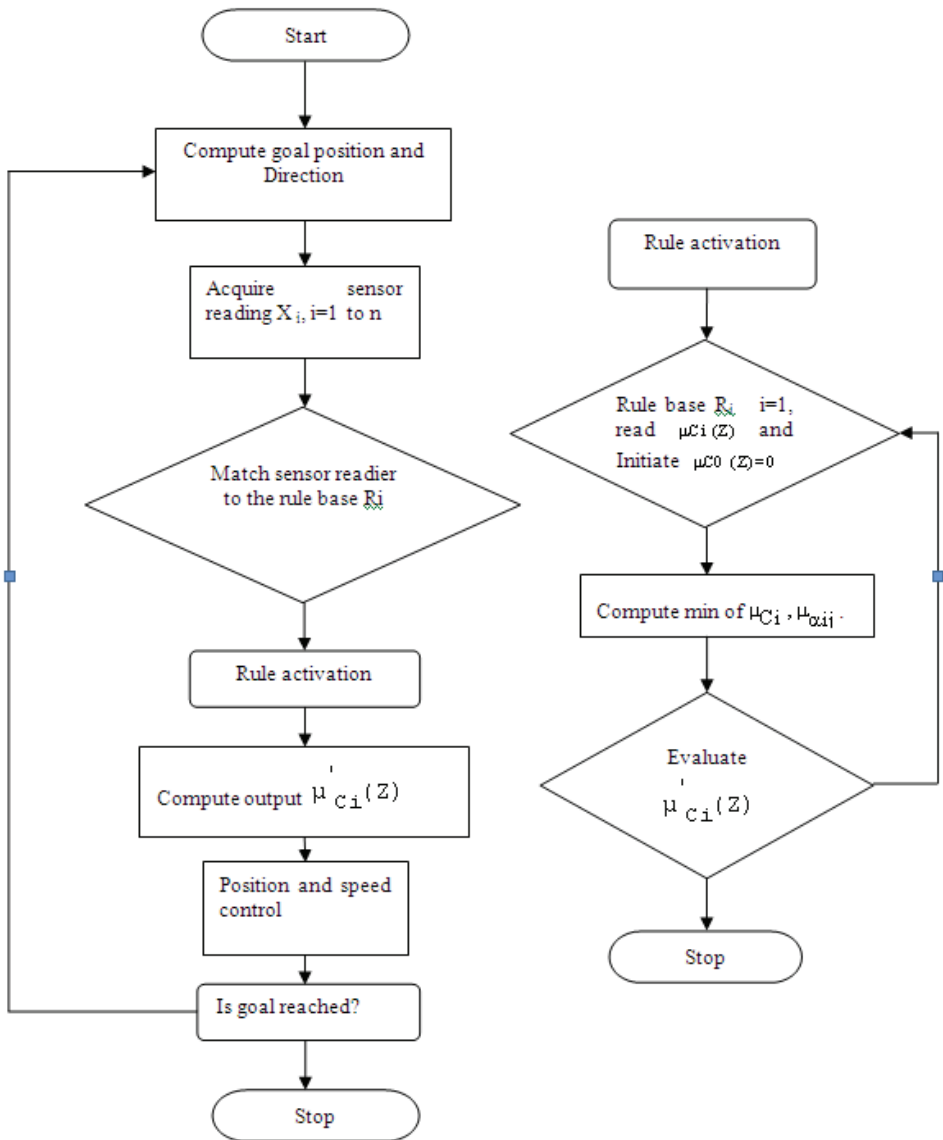 Start
Compute goal position and
Direction
Acquire sensor
reading X i, i=1 to n
Match sensor readier
to the rule base Ri
Rule activation
Compute output μ'Ci(Z)
Position and speed
control
Is goal reached?
Stop
Rule activation
Rule base Ri i=1,
read μCi(Z) and
Initiate μC0 (Z)=0
Compute min of μCi, μαij.
Evaluate
μ'Ci(Z)
Stop